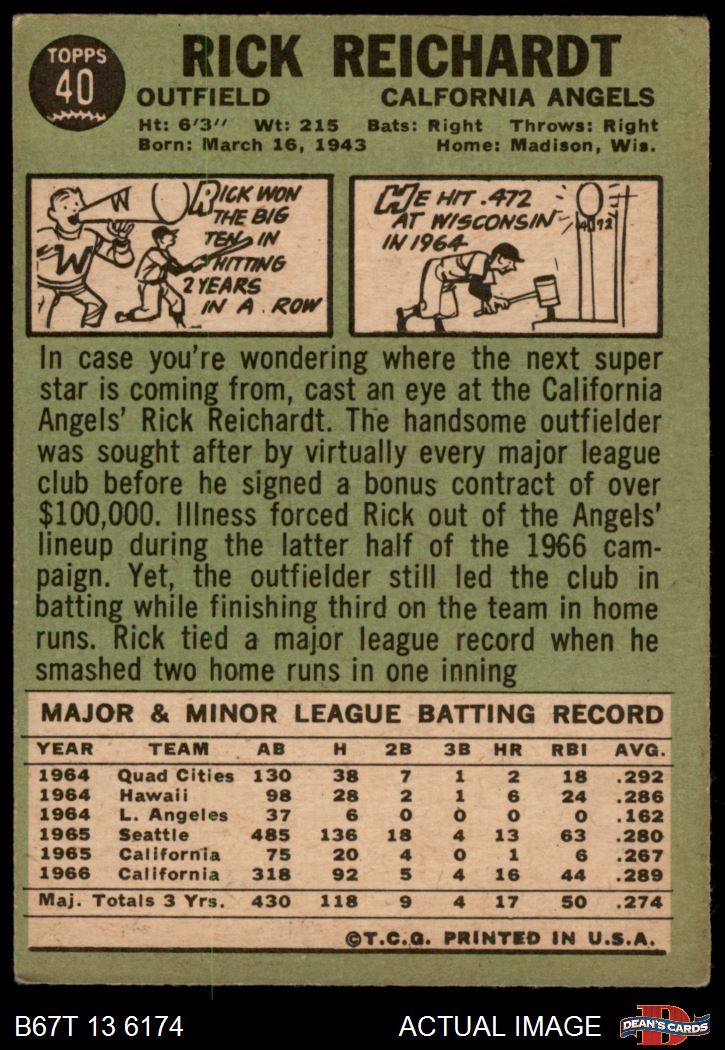 TOPPS
40
RICK REICHARDT
OUTFIELD CALFORNIA ANGELS
Ht: 6'3" Wt: 215 Bats: Right Throws: Right
Born: March 16, 1943 Home: Madison, Wis.
W
W
RICK WON
THE BIG
TEN IN
HITTING
2 YEARS
IN A ROW
HE HIT .472
AT WISCONSIN
IN 1964
.472
In case you're wondering where the next super
star is coming from, cast an eye at the California
Angels' Rick Reichardt. The handsome outfielder
was sought after by virtually every major league
club before he signed a bonus contract of over
$100,000. Illness forced Rick out of the Angels'
lineup during the latter half of the 1966 cam-
paign. Yet, the outfielder still led the club in
batting while finishing third on the team in home
runs. Rick tied a major league record when he
smashed two home runs in one inning
MAJOR & MINOR LEAGUE BATTING RECORD
YEAR TEAM AB H 2B 3B HR RBI AVG.
1964 Quad Cities 130 38 7 1 2 18 .292
1964 Hawaii 98 28 2 1 6 24 .286
1964 L. Angeles 37 6 0 0 0 0 .162
1965 Seattle 485 136 18 4 13 63 .280
1965 California 75 20 4 0 1 6 .267
1966 California 318 92 5 4 16 44 .289
Maj. Totals 3 Yrs. 430 118 9 4 17 50 .274
©T.C.G. PRINTED IN U.S.A.
B67T 13 6174 ACTUAL IMAGE
D
DEAN'S CARDS